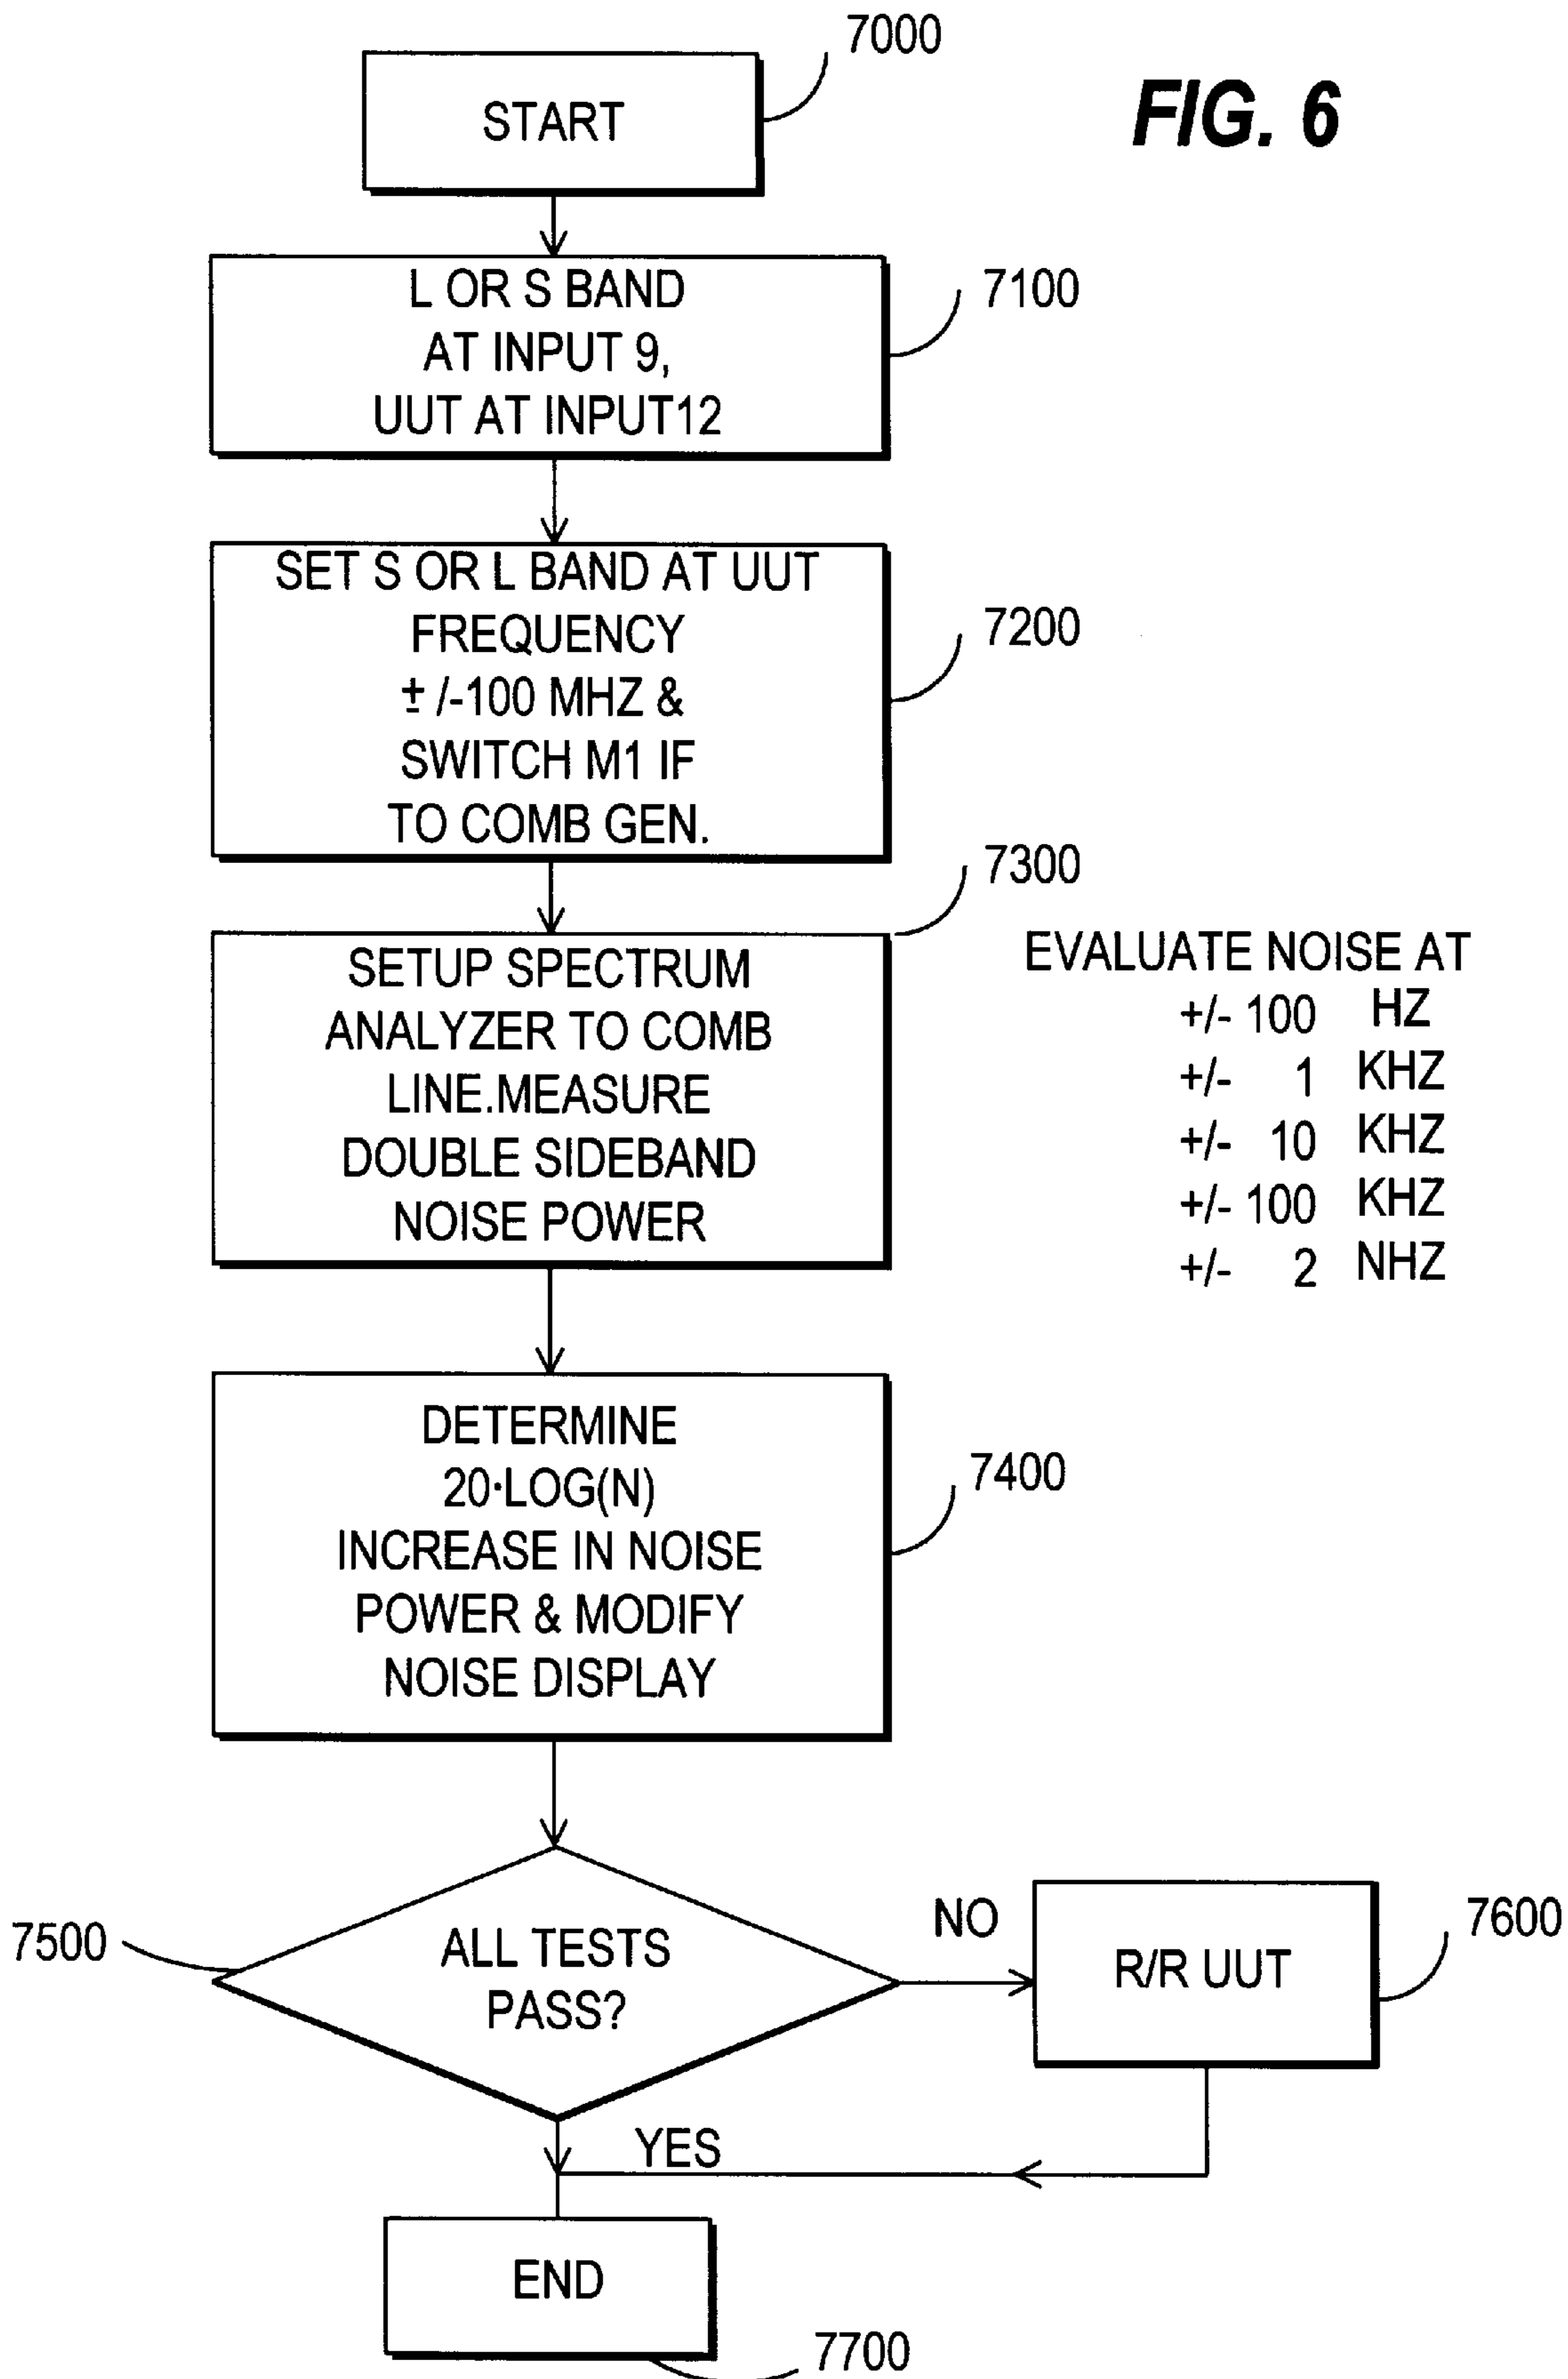 7000
FIG. 6
START
L OR S BAND
AT INPUT 9,
UUT AT INPUT12
7100
SET S OR L BAND AT UUT
FREQUENCY
± /-100 MHZ &
SWITCH M1 IF
TO COMB GEN.
7200
7300
SETUP SPECTRUM
ANALYZER TO COMB
LINE.MEASURE
DOUBLE SIDEBAND
NOISE POWER
EVALUATE NOISE AT
+/- 100 HZ
+/- 1 KHZ
+/- 10 KHZ
+/- 100 KHZ
+/- 2 NHZ
DETERMINE
20·LOG(N)
INCREASE IN NOISE
POWER & MODIFY
NOISE DISPLAY
7400
7500
ALL TESTS
PASS?
NO
R/R UUT
7600
YES
END
7700